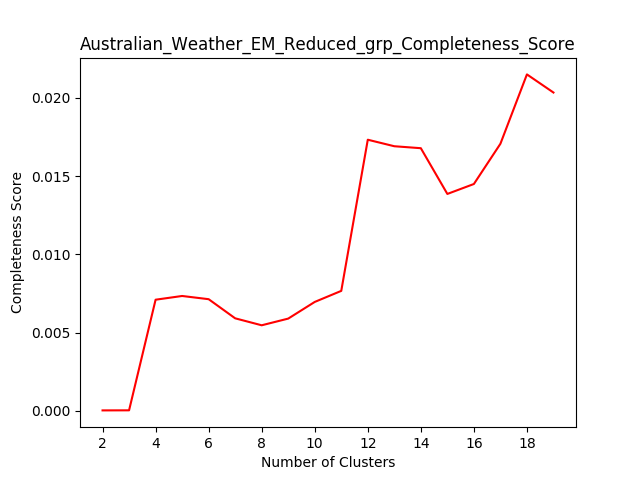 Australian_Weather_EM_Reduced_grp_Completeness_Score
Completeness Score
0.020
0.015
0.010
0.005
0.000
2 4 6 8 10 12 14 16 18
Number of Clusters